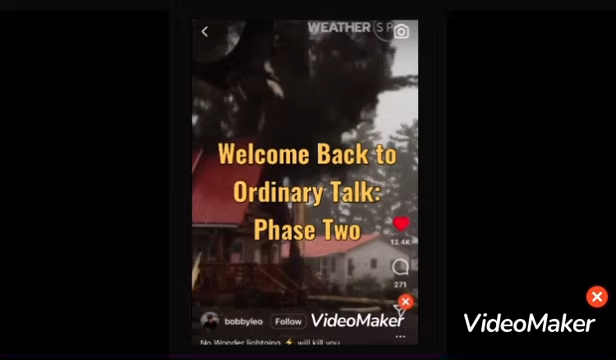 WEATHER SP
Welcome Back to
Ordinary Talk:
Phase Two
13.4K
271
bobbyleo
Follow
VideoMaker
VideoMaker
No Wonder lightning ⚡ will kill you
...